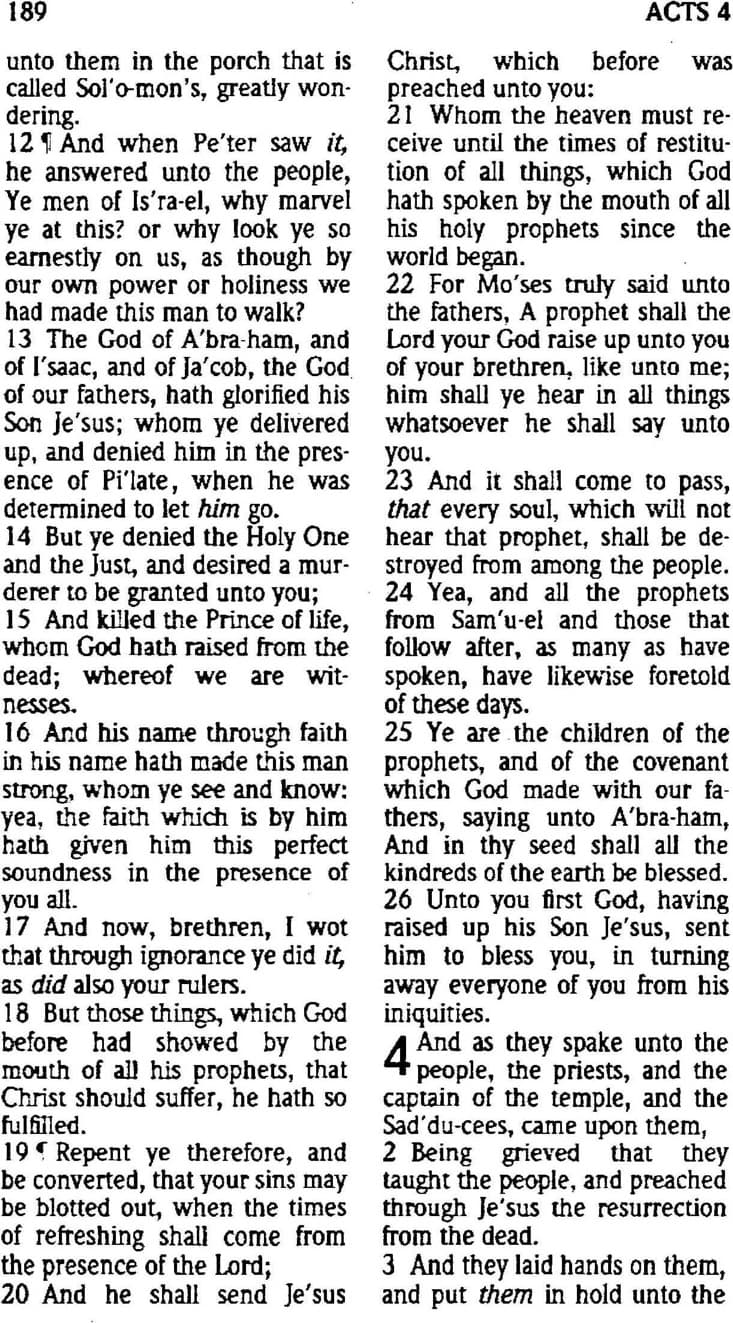 189
ACTS 4
unto them in the porch that is
called Sol'o-mon's, greatly won-
dering.
12 ¶ And when Pe'ter saw it,
he answered unto the people,
Ye men of Is'ra-el, why marvel
ye at this? or why look ye so
earnestly on us, as though by
our own power or holiness we
had made this man to walk?
13 The God of A'bra-ham, and
of I'saac, and of Ja'cob, the God
of our fathers, hath glorified his
Son Je'sus; whom ye delivered
up, and denied him in the pres-
ence of Pi'late, when he was
determined to let him go.
14 But ye denied the Holy One
and the Just, and desired a mur-
derer to be granted unto you;
15 And killed the Prince of life,
whom God hath raised from the
dead; whereof we are wit-
nesses.
16 And his name through faith
in his name hath made this man
strong, whom ye see and know:
yea, the faith which is by him
hath given him this perfect
soundness in the presence of
you all.
17 And now, brethren, I wot
that through ignorance ye did it,
as did also your rulers.
18 But those things, which God
before had showed by the
mouth of all his prophets, that
Christ should suffer, he hath so
fulfilled.
19 ¶ Repent ye therefore, and
be converted, that your sins may
be blotted out, when the times
of refreshing shall come from
the presence of the Lord;
20 And he shall send Je'sus
Christ, which before was
preached unto you:
21 Whom the heaven must re-
ceive until the times of restitu-
tion of all things, which God
hath spoken by the mouth of all
his holy prophets since the
world began.
22 For Mo'ses truly said unto
the fathers, A prophet shall the
Lord your God raise up unto you
of your brethren, like unto me;
him shall ye hear in all things
whatsoever he shall say unto
you.
23 And it shall come to pass,
that every soul, which will not
hear that prophet, shall be de-
stroyed from among the people.
24 Yea, and all the prophets
from Sam'u-el and those that
follow after, as many as have
spoken, have likewise foretold
of these days.
25 Ye are the children of the
prophets, and of the covenant
which God made with our fa-
thers, saying unto A'bra-ham,
And in thy seed shall all the
kindreds of the earth be blessed.
26 Unto you first God, having
raised up his Son Je'sus, sent
him to bless you, in turning
away everyone of you from his
iniquities.
4 And as they spake unto the
people, the priests, and the
captain of the temple, and the
Sad'du-cees, came upon them,
2 Being grieved that they
taught the people, and preached
through Je'sus the resurrection
from the dead.
3 And they laid hands on them,
and put them in hold unto the